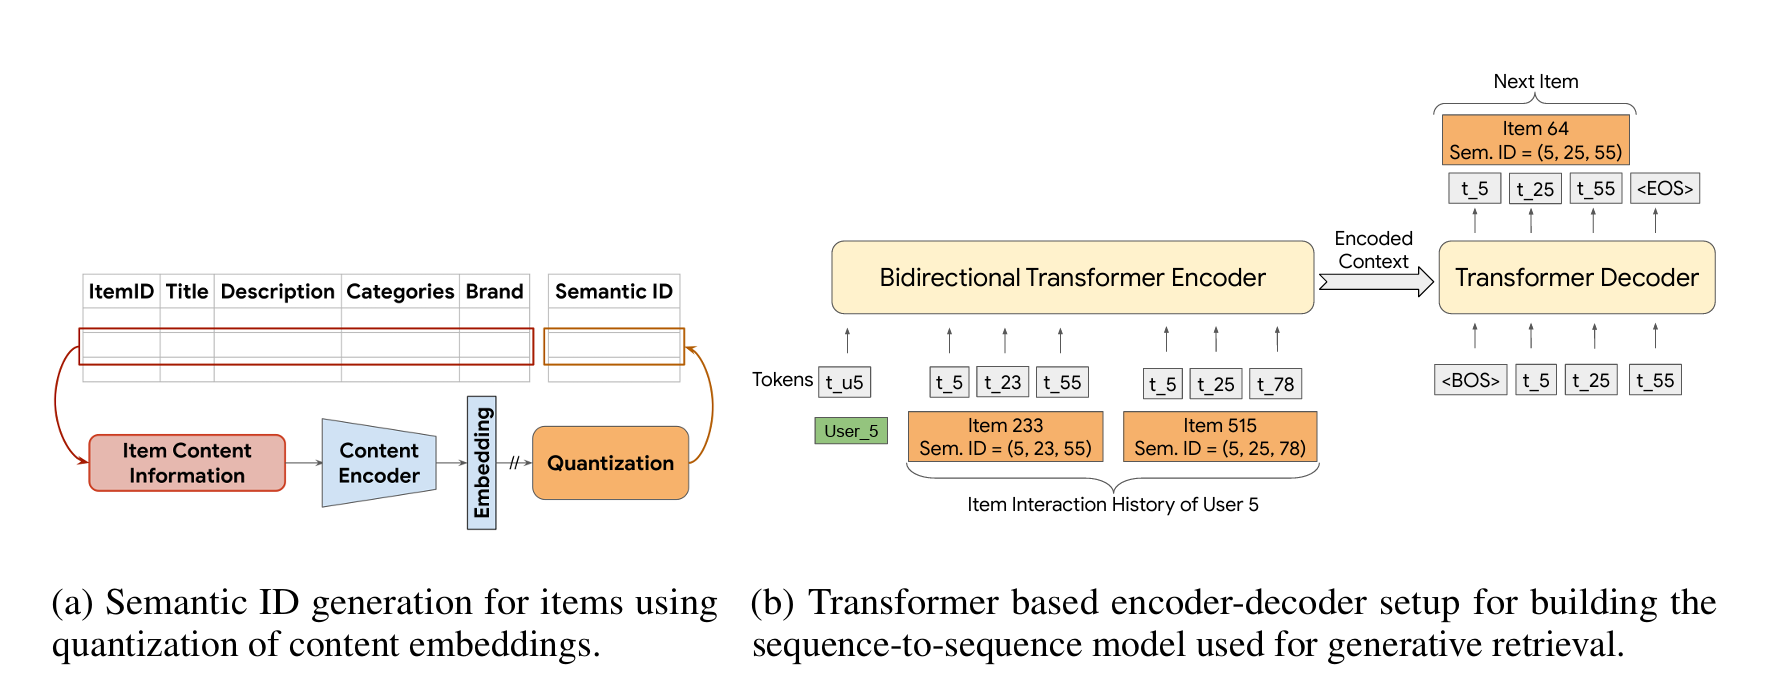 ItemID Title Description Categories Brand Semantic ID
Item Content
Information
Content
Encoder
Embedding
//
Quantization
(a) Semantic ID generation for items using
quantization of content embeddings.
Next Item
Item 64
Sem. ID = (5, 25, 55)
t_5 t_25 t_55 <EOS>
Bidirectional Transformer Encoder
Encoded
Context
Transformer Decoder
Tokens t_u5 t_5 t_23 t_55 t_5 t_25 t_78
<BOS> t_5 t_25 t_55
User_5
Item 233
Sem. ID = (5, 23, 55)
Item 515
Sem. ID = (5, 25, 78)
Item Interaction History of User 5
(b) Transformer based encoder-decoder setup for building the
sequence-to-sequence model used for generative retrieval.